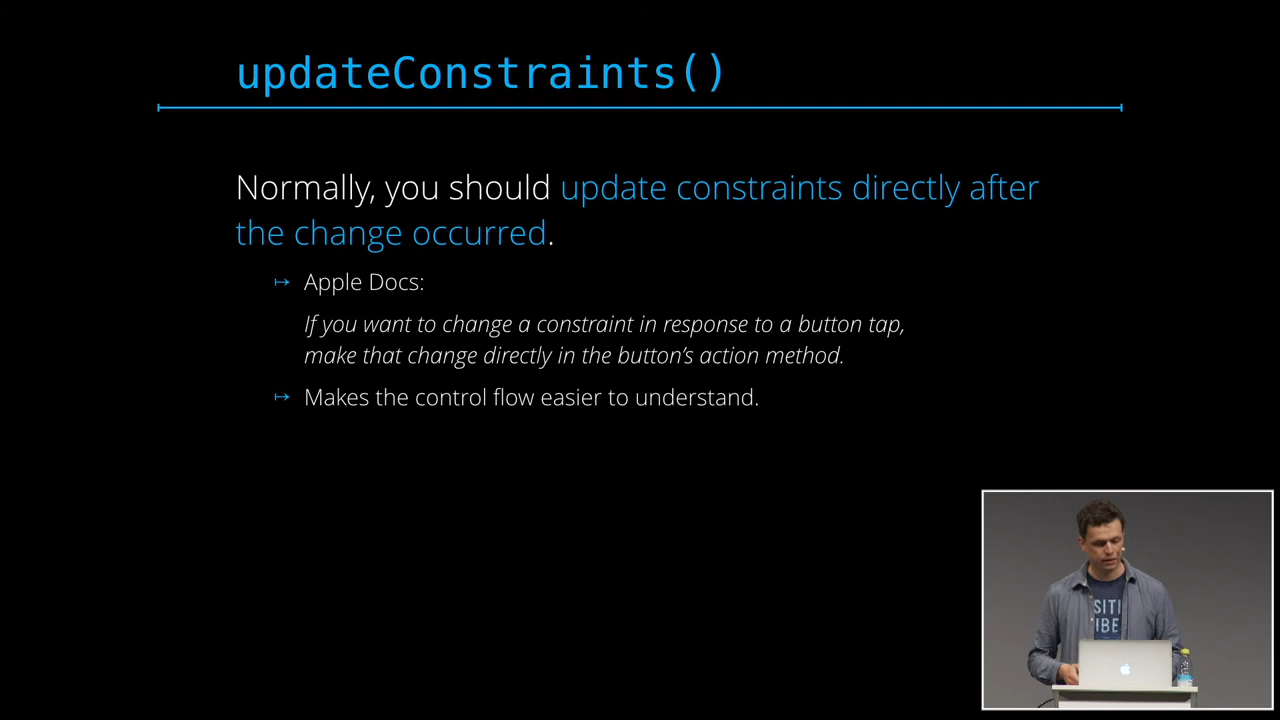 updateConstraints()
Normally, you should update constraints directly after
the change occurred.
↦ Apple Docs:
If you want to change a constraint in response to a button tap,
make that change directly in the button’s action method.
↦ Makes the control flow easier to understand.
SITI
IBE